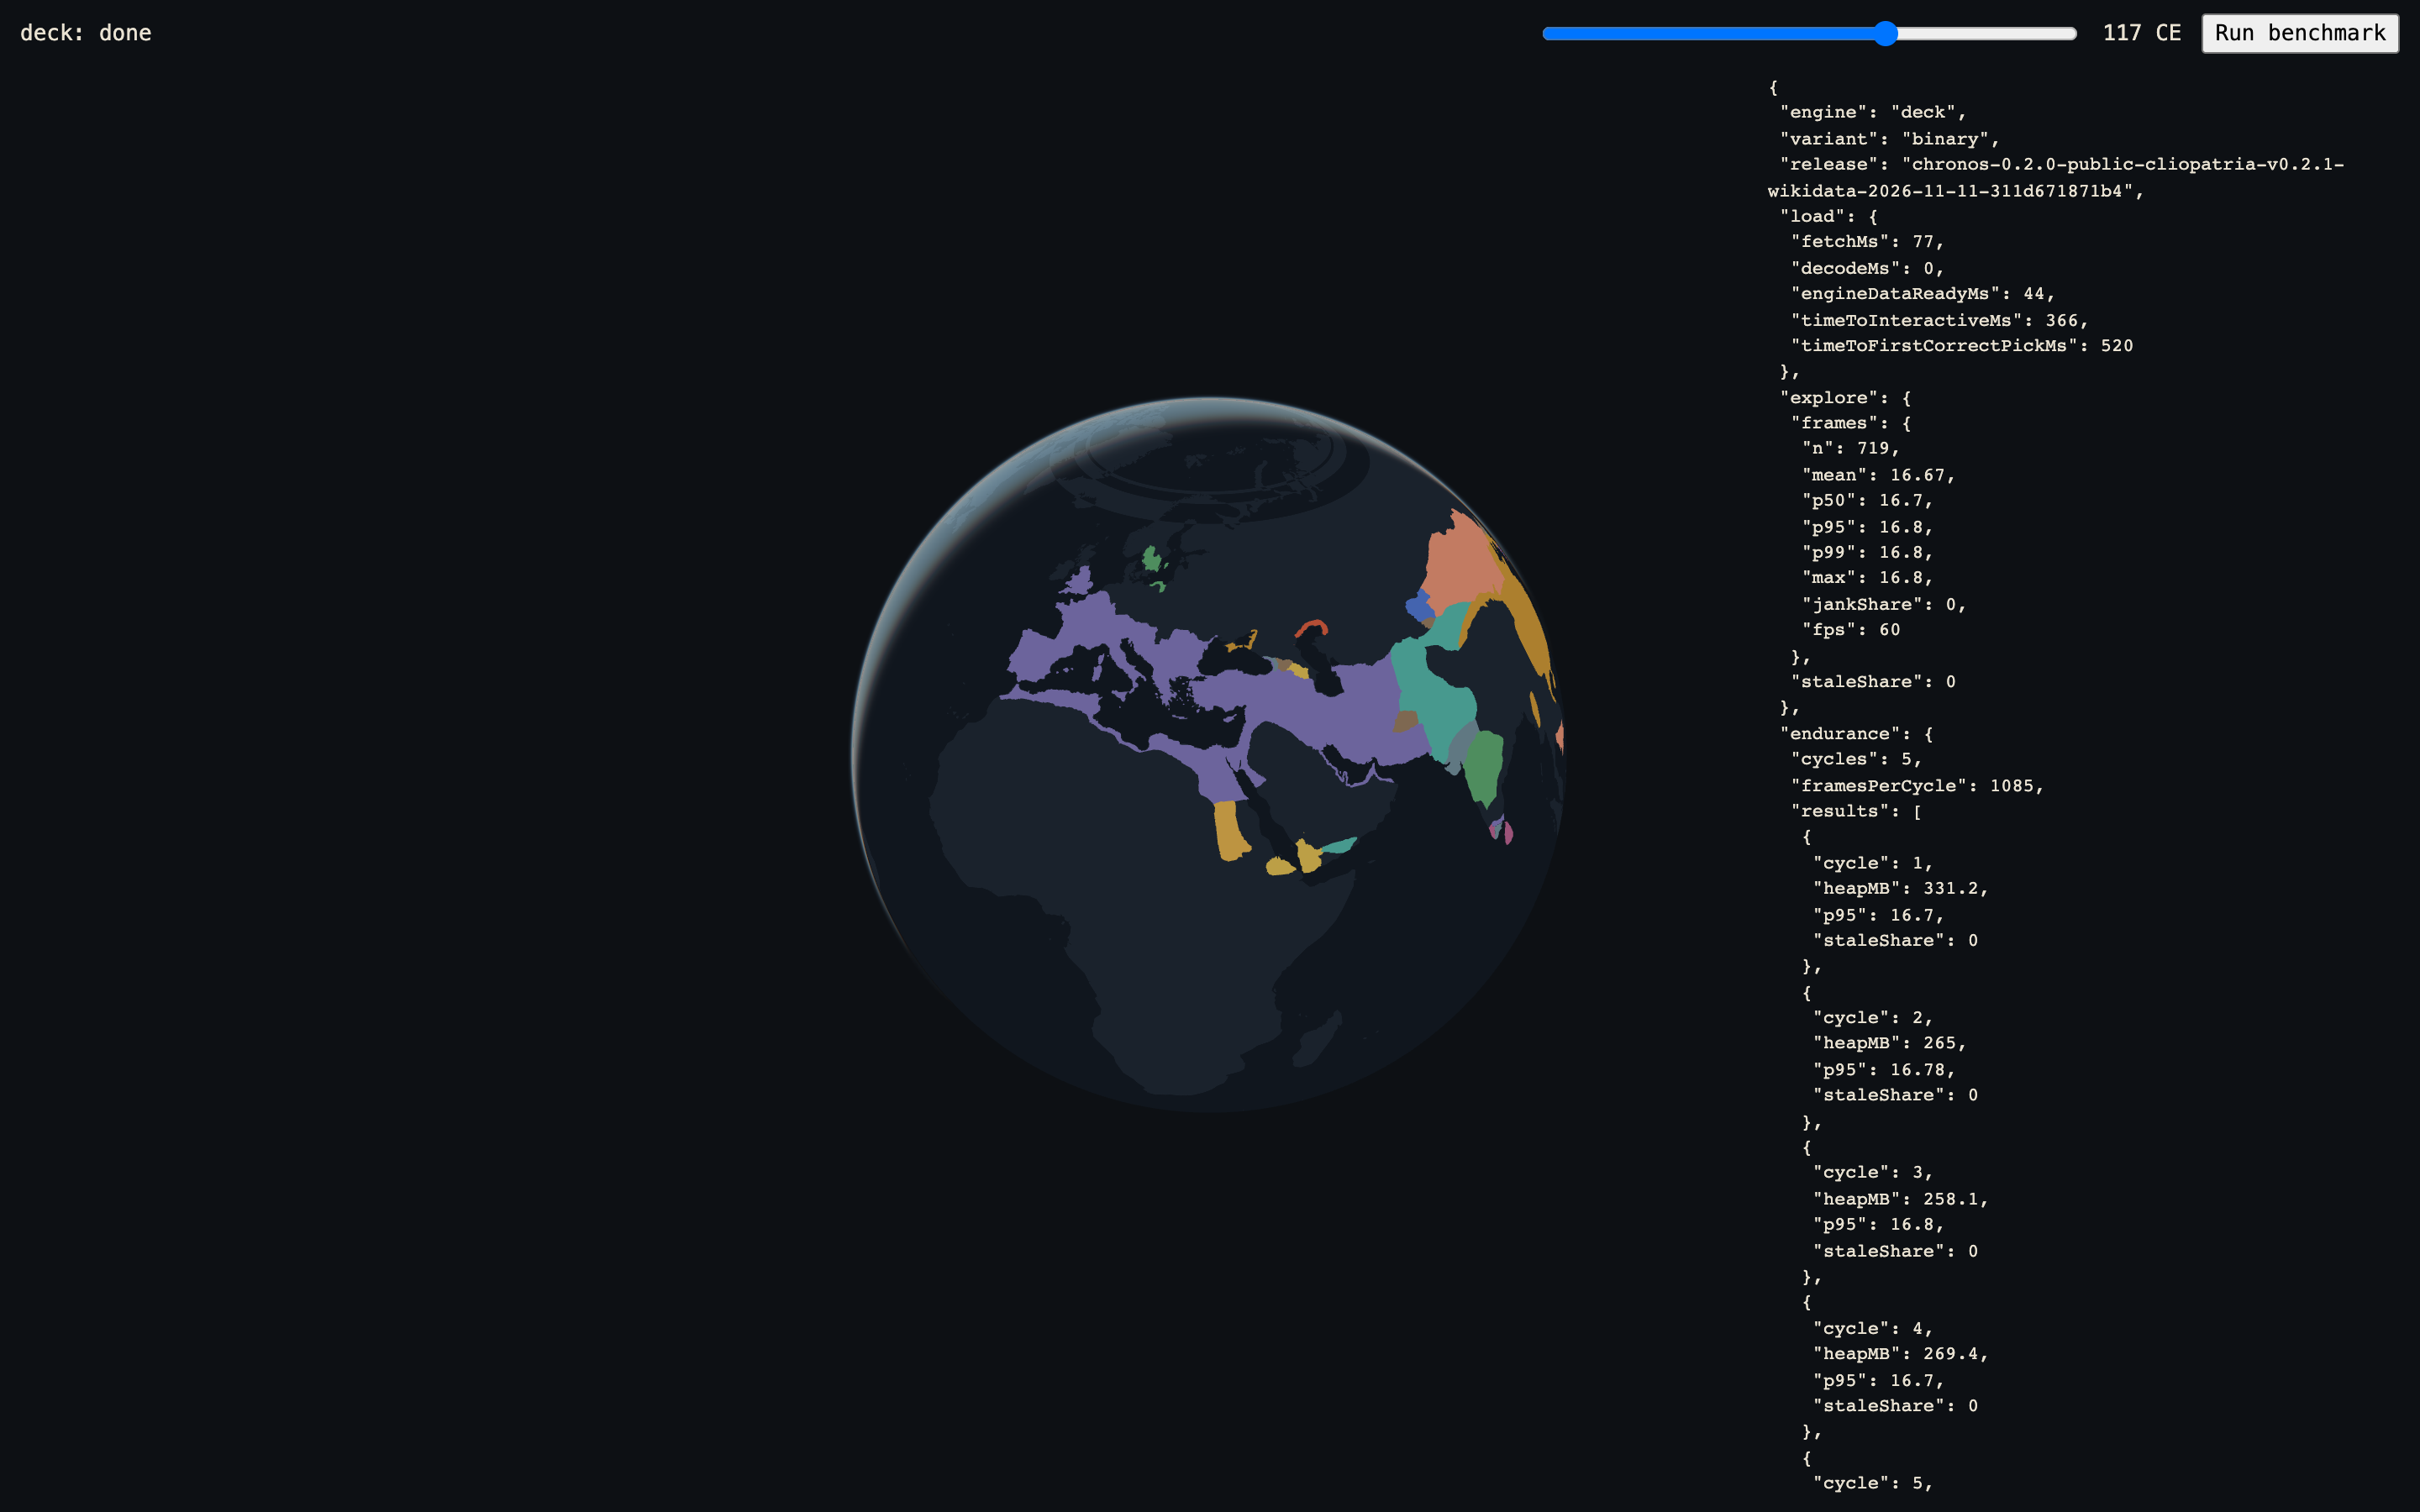 deck: done
117 CE
Run benchmark
{
"engine": "deck",
"variant": "binary",
"release": "chronos-0.2.0-public-cliopatria-v0.2.1-
wikidata-2026-11-11-311d671871b4",
"load": {
"fetchMs": 77,
"decodeMs": 0,
"engineDataReadyMs": 44,
"timeToInteractiveMs": 366,
"timeToFirstCorrectPickMs": 520
},
"explore": {
"frames": {
"n": 719,
"mean": 16.67,
"p50": 16.7,
"p95": 16.8,
"p99": 16.8,
"max": 16.8,
"jankShare": 0,
"fps": 60
},
"staleShare": 0
},
"endurance": {
"cycles": 5,
"framesPerCycle": 1085,
"results": [
{
"cycle": 1,
"heapMB": 331.2,
"p95": 16.7,
"staleShare": 0
},
{
"cycle": 2,
"heapMB": 265,
"p95": 16.78,
"staleShare": 0
},
{
"cycle": 3,
"heapMB": 258.1,
"p95": 16.8,
"staleShare": 0
},
{
"cycle": 4,
"heapMB": 269.4,
"p95": 16.7,
"staleShare": 0
},
{
"cycle": 5,